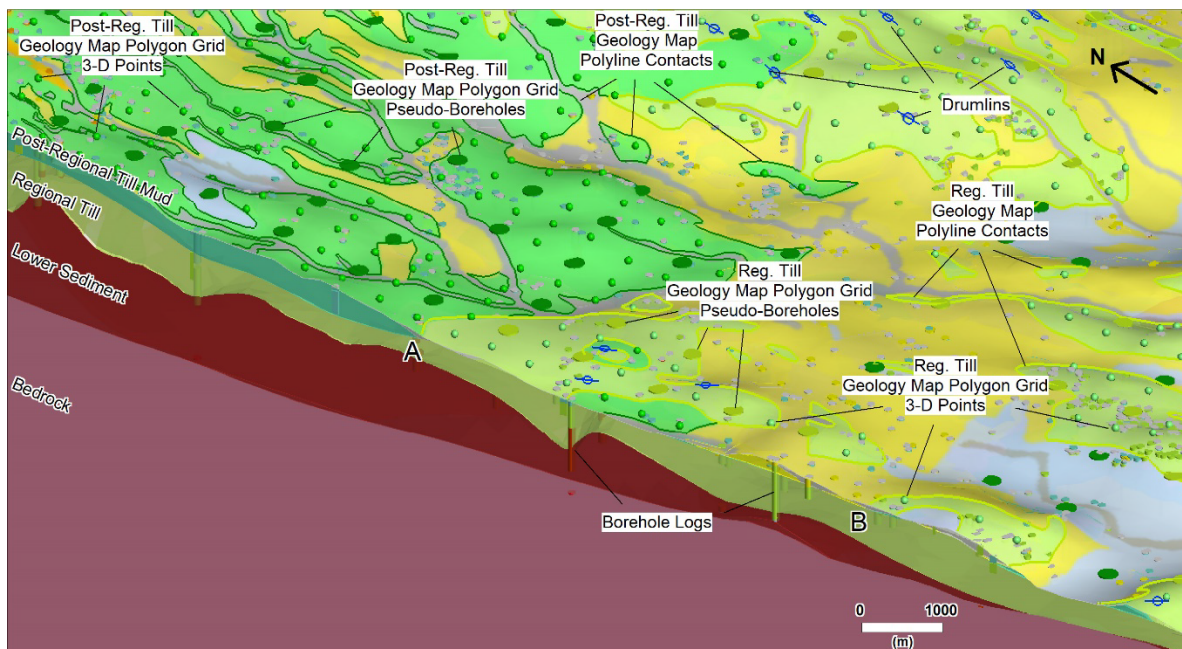 Post-Reg. Till
Geology Map Polygon Grid
3-D Points
Post-Reg. Till
Geology Map Polygon Grid
Pseudo-Boreholes
Post-Reg. Till
Geology Map
Polyline Contacts
N
Drumlins
Post-Regional Till Mud
Regional Till
Lower Sediment
Bedrock
Reg. Till
Geology Map
Polyline Contacts
Reg. Till
Geology Map Polygon Grid
Pseudo-Boreholes
A
Reg. Till
Geology Map Polygon Grid
3-D Points
Borehole Logs
B
0 1000
(m)